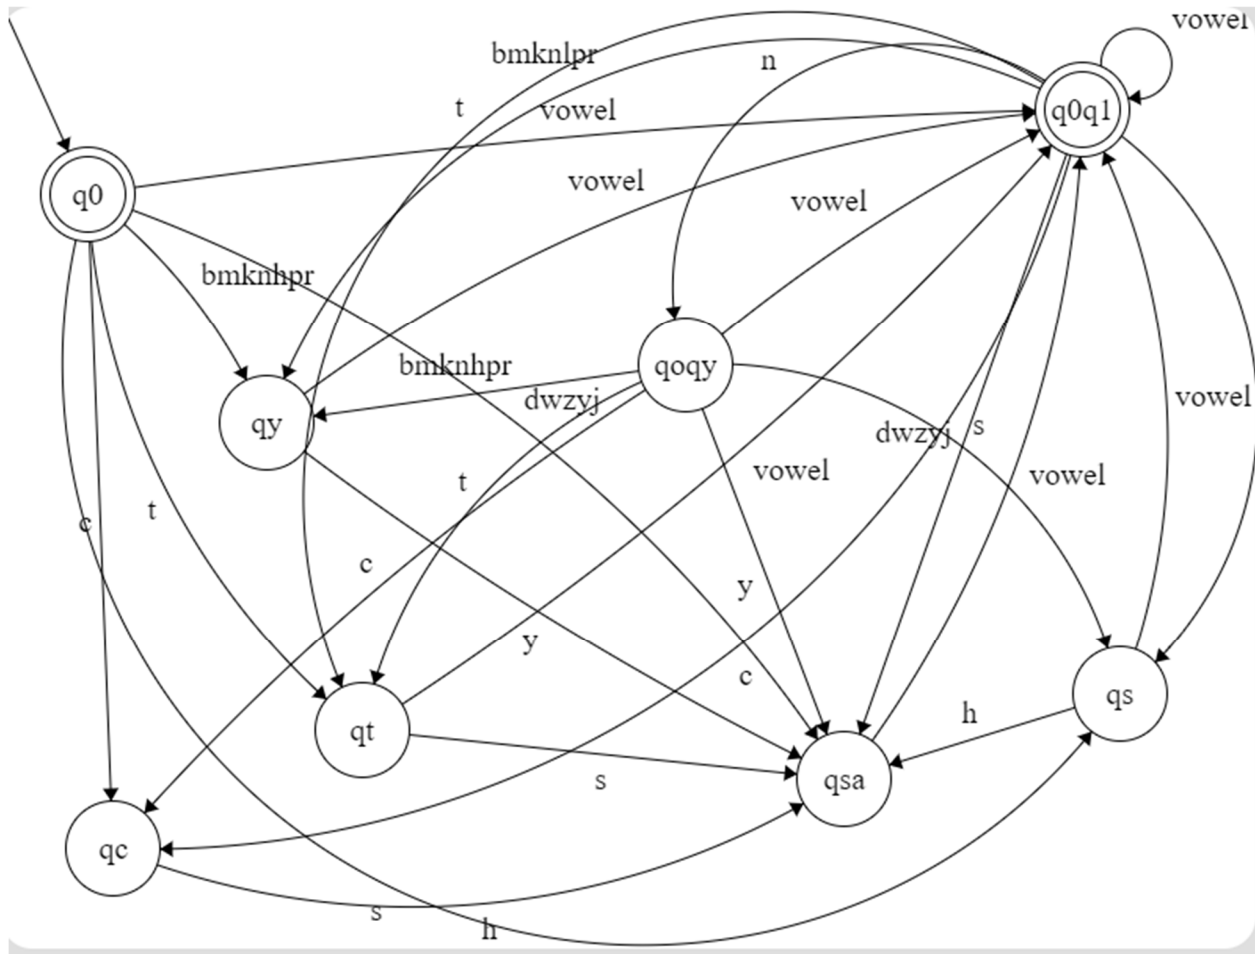 vowel
bmknlpr
n
t
vowel
q0q1
vowel
q0
vowel
bmknhpr
bmknhpr
qoqy
dwzyj
vowel
qy
s
dwzyj
t
vowel
vowel
c
t
c
y
y
c
qs
h
qt
s
qsa
qc
s
h